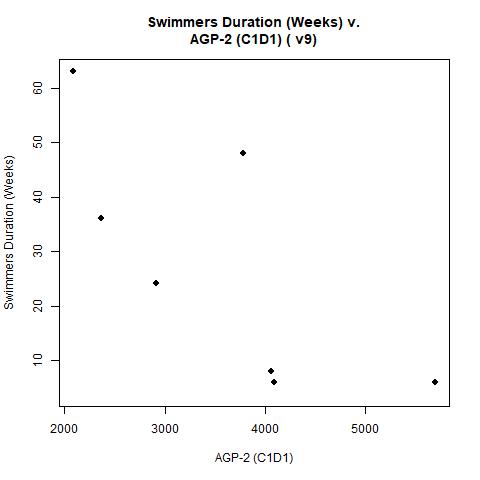 Swimmers Duration (Weeks) v.
AGP-2 (C1D1) ( v9)
Swimmers Duration (Weeks)
60
50
40
30
20
10
2000 3000 4000 5000
AGP-2 (C1D1)